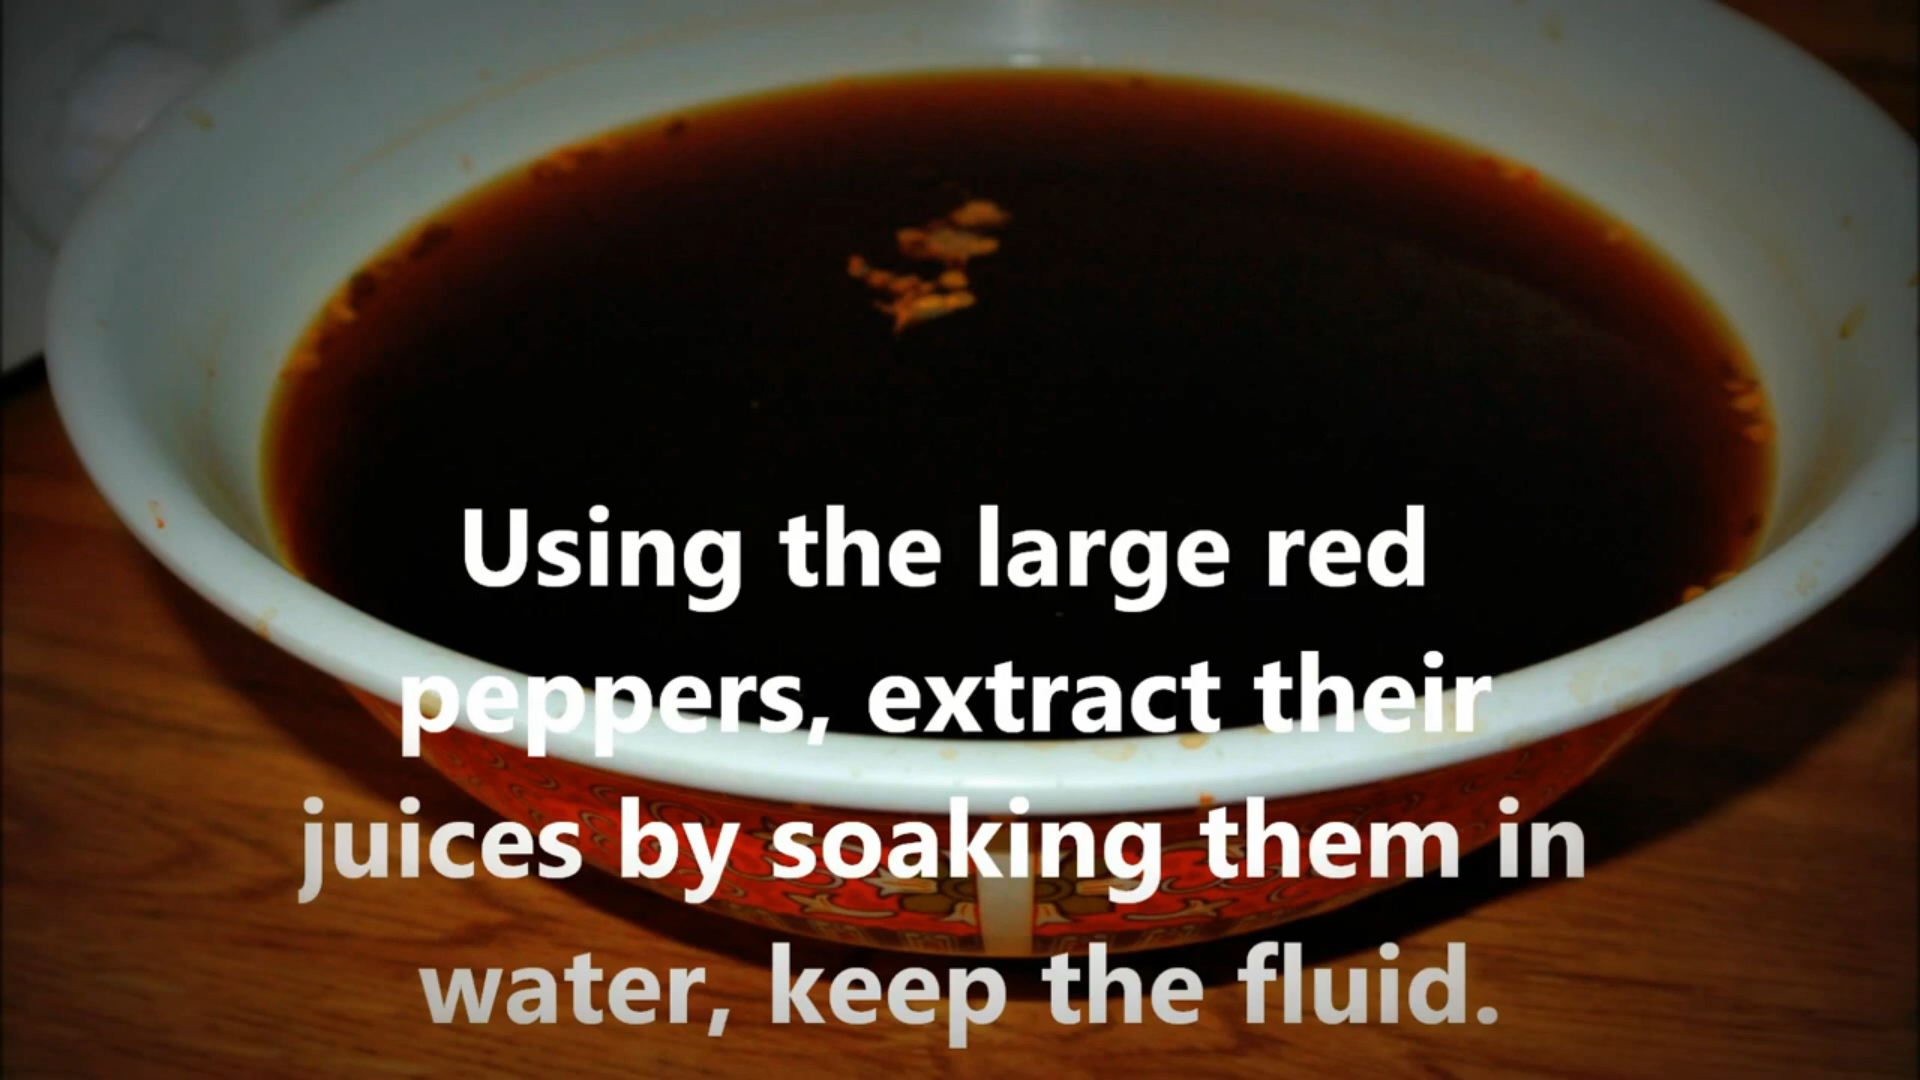 Using the large red
peppers, extract their
juices by soaking them in
water, keep the fluid.